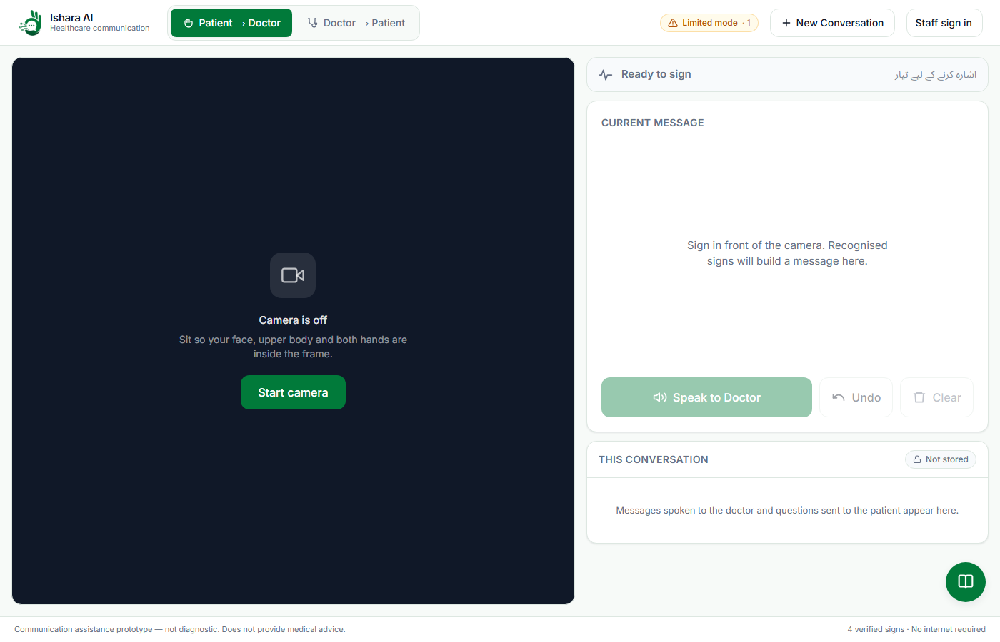 Ishara AI
Healthcare communication
Patient → Doctor
Doctor → Patient
Limited mode · 1
New Conversation
Staff sign in
Camera is off
Sit so your face, upper body and both hands are
inside the frame.
Start camera
Ready to sign
اشارہ کرنے کے لیے تیار
CURRENT MESSAGE
Sign in front of the camera. Recognised
signs will build a message here.
Speak to Doctor
Undo
Clear
THIS CONVERSATION
Not stored
Messages spoken to the doctor and questions sent to the patient appear here.
Communication assistance prototype — not diagnostic. Does not provide medical advice.
4 verified signs · No internet required